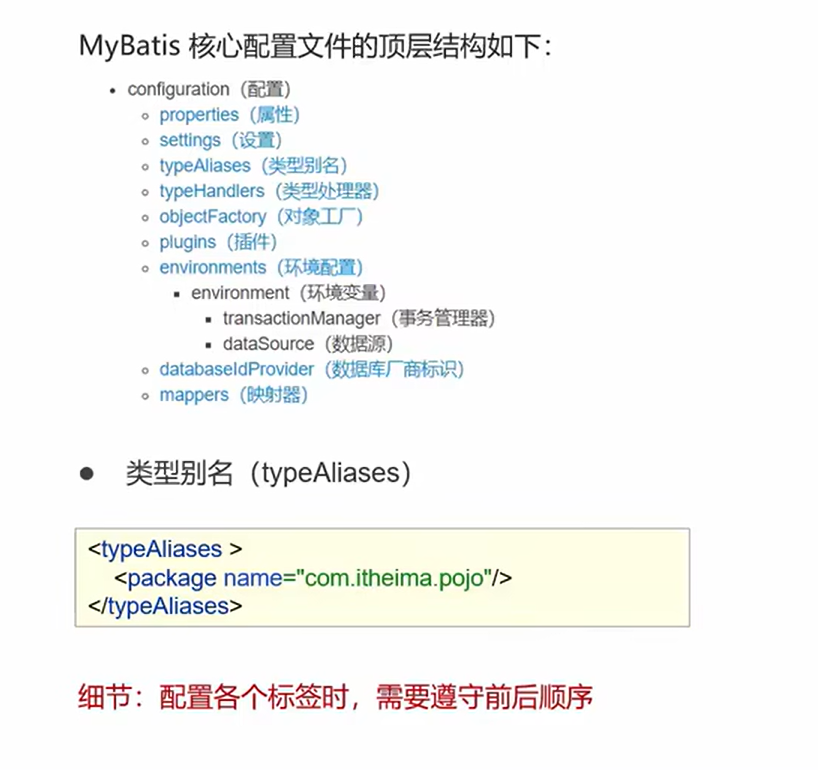 MyBatis 核心配置文件的顶层结构如下：
• configuration（配置）
◦ properties（属性）
◦ settings（设置）
◦ typeAliases（类型别名）
◦ typeHandlers（类型处理器）
◦ objectFactory（对象工厂）
◦ plugins（插件）
◦ environments（环境配置）
▪ environment（环境变量）
▪ transactionManager（事务管理器）
▪ dataSource（数据源）
◦ databaseIdProvider（数据库厂商标识）
◦ mappers（映射器）
● 类型别名（typeAliases）
<typeAliases >
<package name="com.itheima.pojo"/>
</typeAliases>
细节：配置各个标签时，需要遵守前后顺序